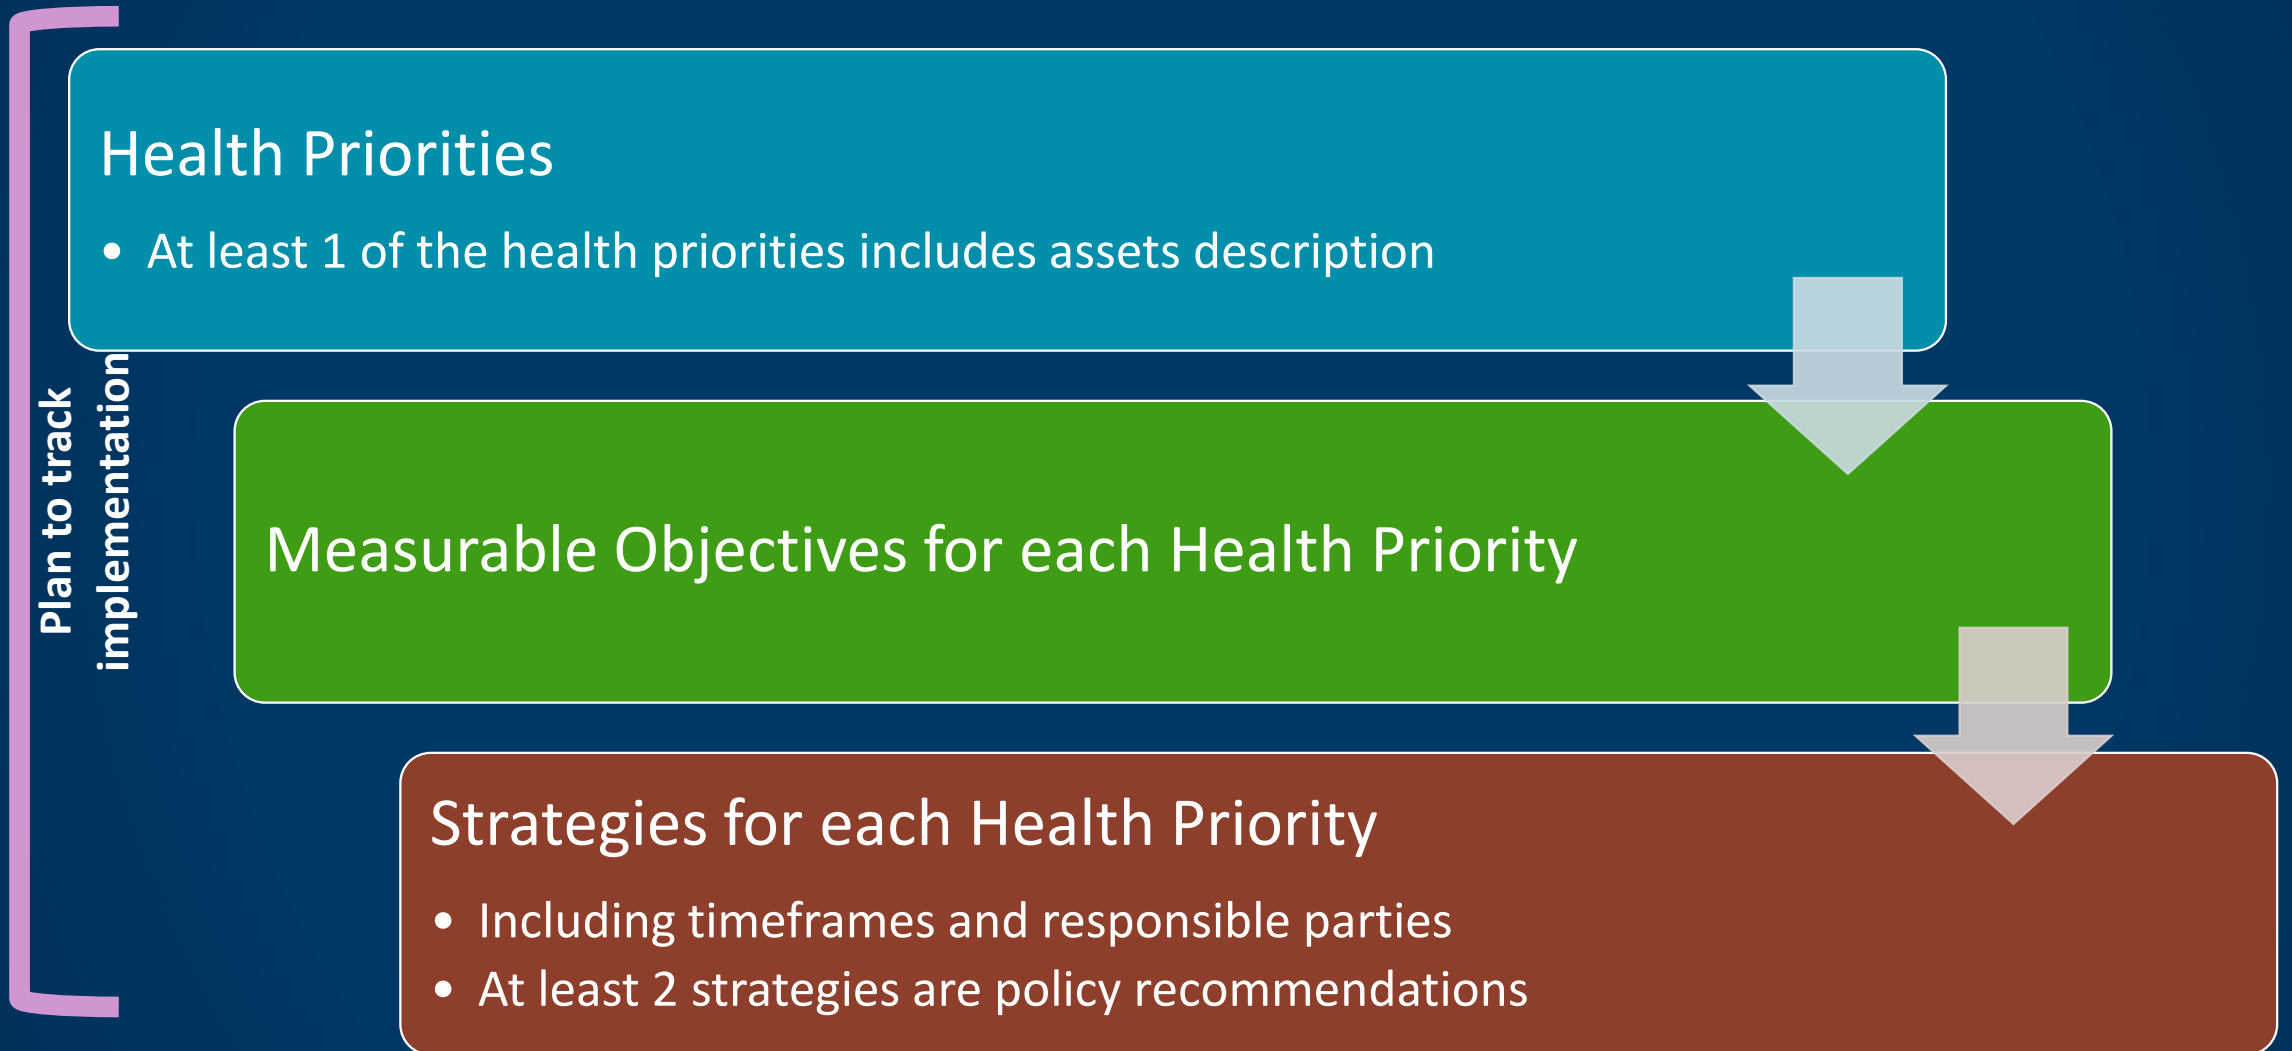 Health Priorities
• At least 1 of the health priorities includes assets description
Plan to track
implementation
Measurable Objectives for each Health Priority
Strategies for each Health Priority
• Including timeframes and responsible parties
• At least 2 strategies are policy recommendations